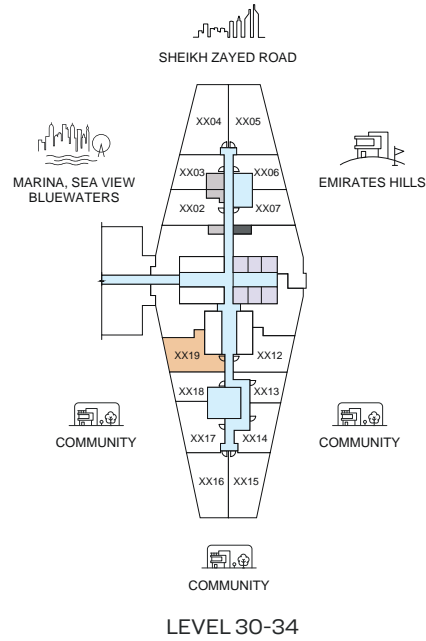 SHEIKH ZAYED ROAD
XX04 XX05
MARINA, SEA VIEW
BLUEWATERS
XX03 XX06
EMIRATES HILLS
XX02 XX07
XX19 XX12
XX18 XX13
COMMUNITY
COMMUNITY
XX17 XX14
XX16 XX15
COMMUNITY
LEVEL 30-34